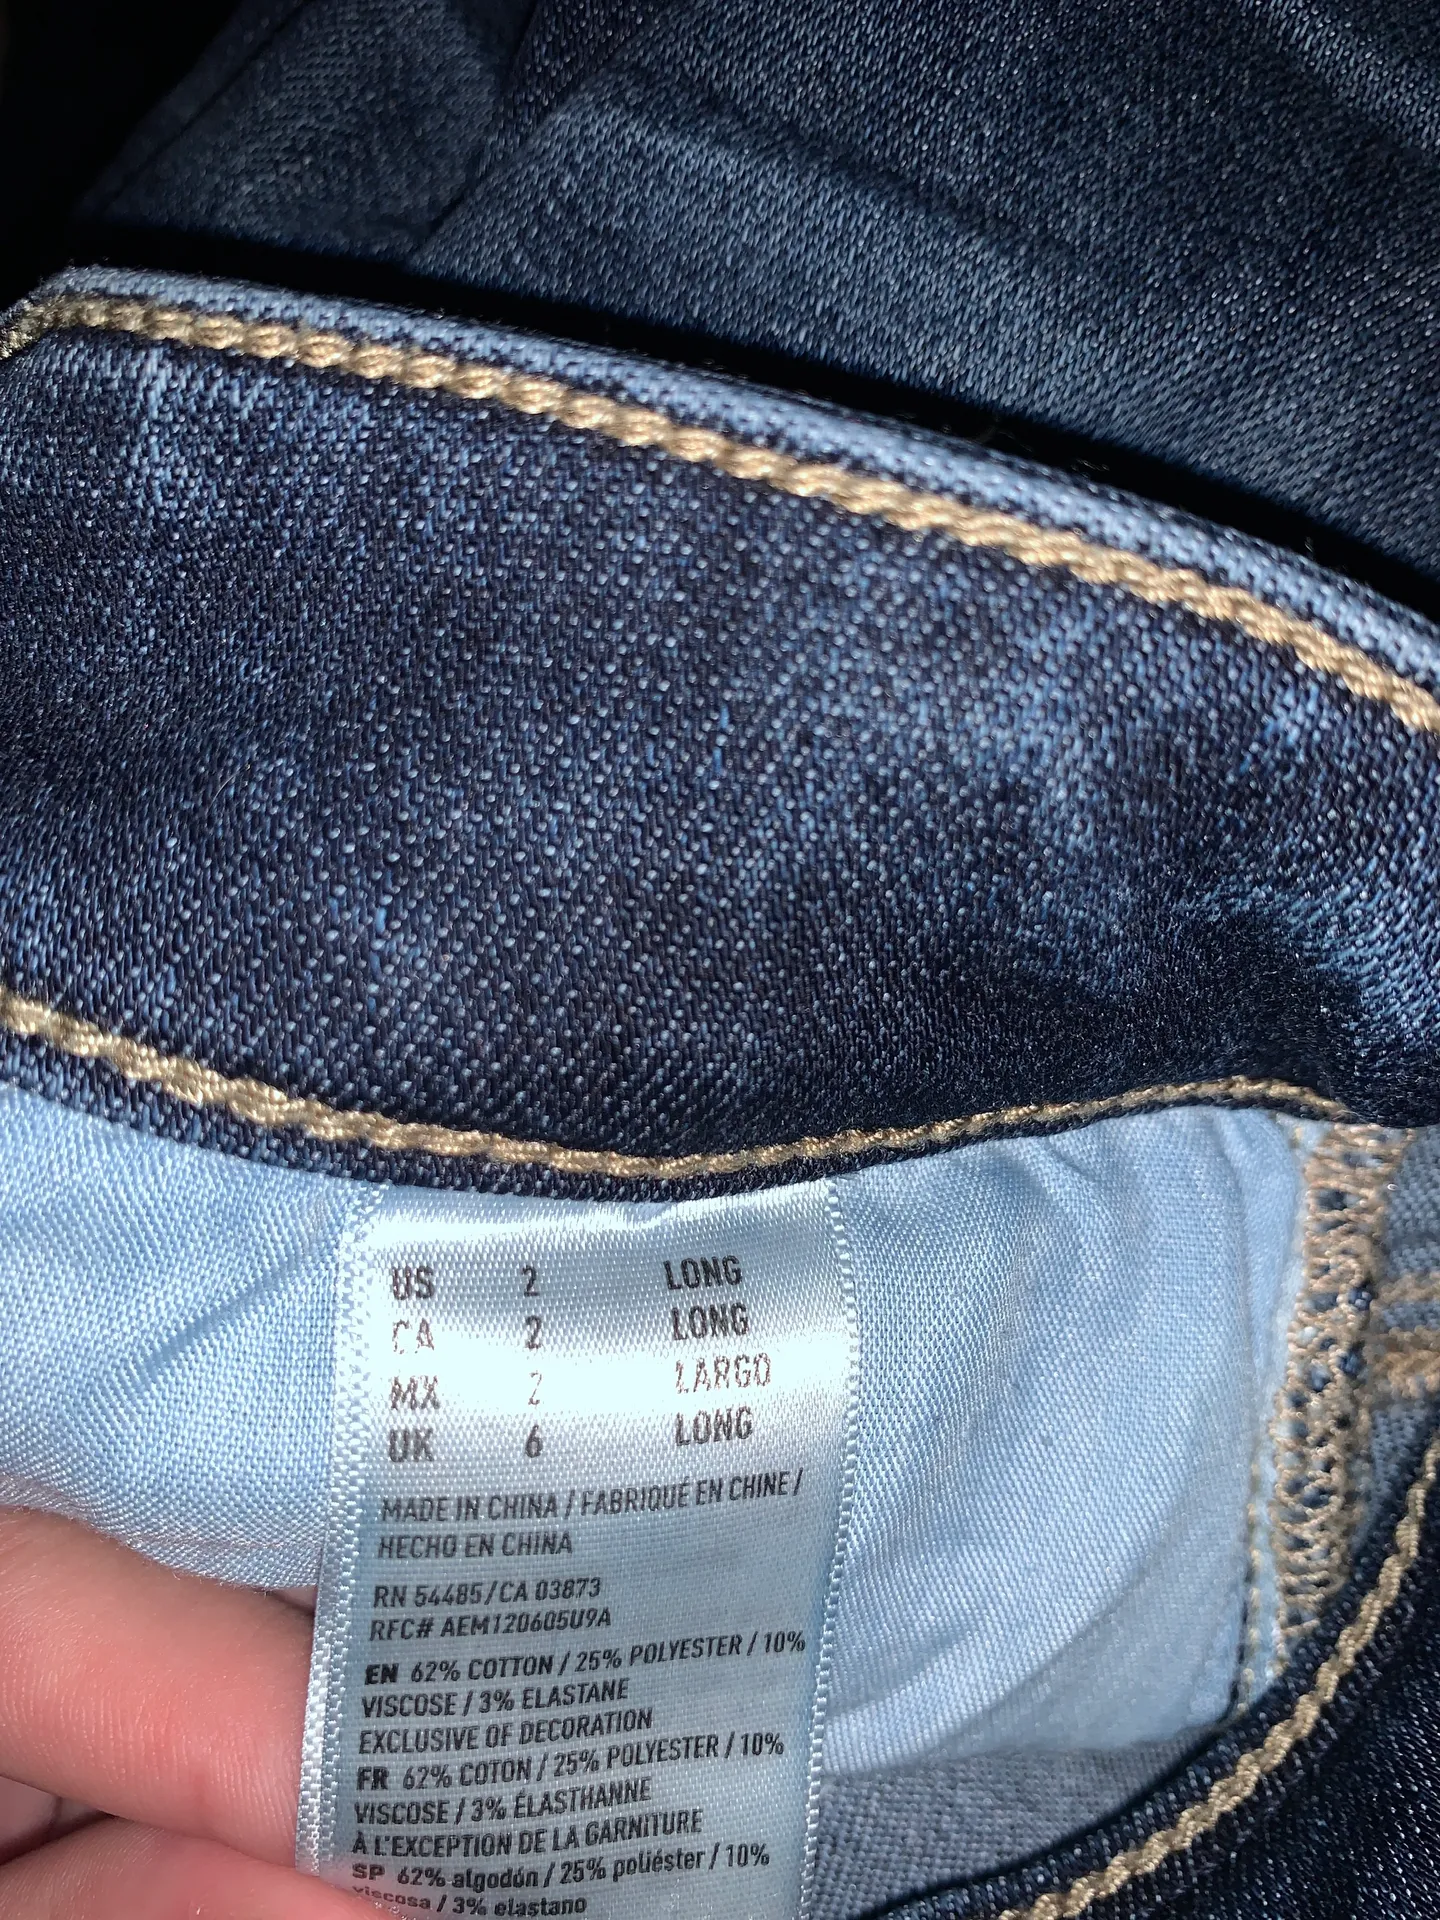 US 2 LONG
CA 2 LONG
MX 2 LARGO
UK 6 LONG
MADE IN CHINA / FABRIQUÉ EN CHINE /
HECHO EN CHINA
RN 54485/CA 03873
RFC# AEM120605U9A
EN 62% COTTON / 25% POLYESTER / 10%
VISCOSE / 3% ELASTANE
EXCLUSIVE OF DECORATION
FR 62% COTON / 25% POLYESTER / 10%
VISCOSE / 3% ÉLASTHANNE
À L'EXCEPTION DE LA GARNITURE
SP 62% algodón / 25% poliéster / 10%
viscosa / 3% elastano